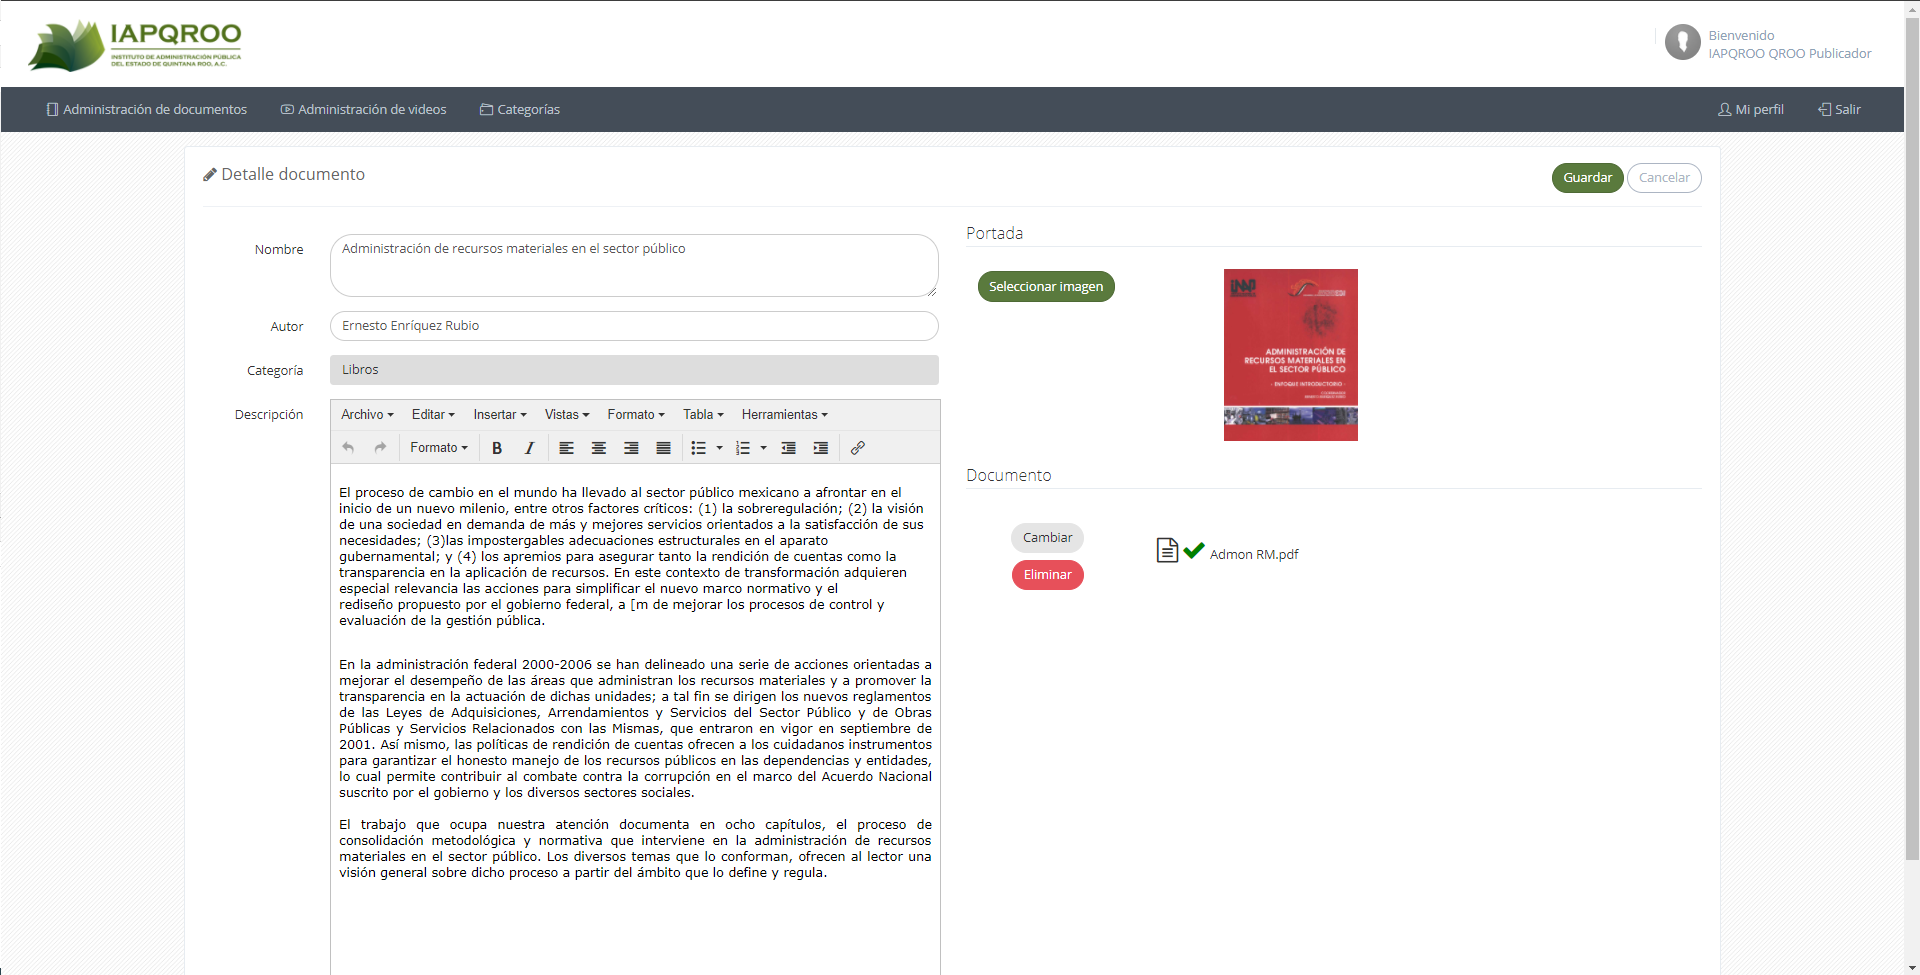 IAPQROO
INSTITUTO DE ADMINISTRACIÓN PÚBLICA
DEL ESTADO DE QUINTANA ROO, A.C.
Bienvenido
IAPQROO QROO Publicador
Administración de documentos
Administración de videos
Categorías
Mi perfil
Salir
Detalle documento
Guardar
Cancelar
Nombre
Administración de recursos materiales en el sector público
Autor
Ernesto Enríquez Rubio
Categoría
Libros
Descripción
Archivo
Editar
Insertar
Vistas
Formato
Tabla
Herramientas
Formato
B
I
El proceso de cambio en el mundo ha llevado al sector público mexicano a afrontar en el
inicio de un nuevo milenio, entre otros factores críticos: (1) la sobreregulación; (2) la visión
de una sociedad en demanda de más y mejores servicios orientados a la satisfacción de sus
necesidades; (3)las impostergables adecuaciones estructurales en el aparato
gubernamental; y (4) los apremios para asegurar tanto la rendición de cuentas como la
transparencia en la aplicación de recursos. En este contexto de transformación adquieren
especial relevancia las acciones para simplificar el nuevo marco normativo y el
rediseño propuesto por el gobierno federal, a [m de mejorar los procesos de control y
evaluación de la gestión pública.
En la administración federal 2000-2006 se han delineado una serie de acciones orientadas a
mejorar el desempeño de las áreas que administran los recursos materiales y a promover la
transparencia en la actuación de dichas unidades; a tal fin se dirigen los nuevos reglamentos
de las Leyes de Adquisiciones, Arrendamientos y Servicios del Sector Público y de Obras
Públicas y Servicios Relacionados con las Mismas, que entraron en vigor en septiembre de
2001. Así mismo, las políticas de rendición de cuentas ofrecen a los cuidadanos instrumentos
para garantizar el honesto manejo de los recursos públicos en las dependencias y entidades,
lo cual permite contribuir al combate contra la corrupción en el marco del Acuerdo Nacional
suscrito por el gobierno y los diversos sectores sociales.
El trabajo que ocupa nuestra atención documenta en ocho capítulos, el proceso de
consolidación metodológica y normativa que interviene en la administración de recursos
materiales en el sector público. Los diversos temas que lo conforman, ofrecen al lector una
visión general sobre dicho proceso a partir del ámbito que lo define y regula.
Portada
Seleccionar imagen
INAP
ADMINISTRACIÓN DE
RECURSOS MATERIALES EN
EL SECTOR PÚBLICO
- ENFOQUE INTRODUCTORIO -
Documento
Cambiar
Eliminar
Admon RM.pdf